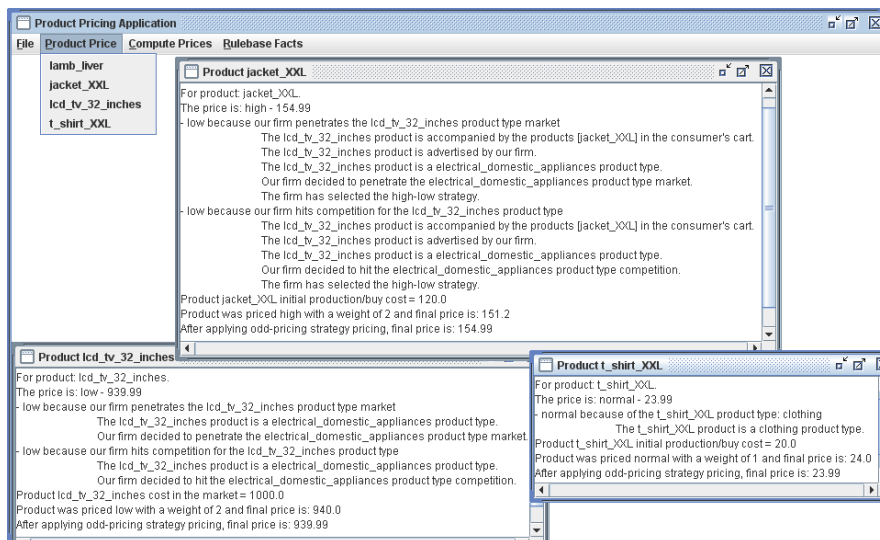 Product Pricing Application
File Product Price Compute Prices Rulebase Facts
lamb_liver
jacket_XXL
lcd_tv_32_inches
t_shirt_XXL
Product jacket_XXL
For product: jacket_XXL.
The price is: high - 154.99
- low because our firm penetrates the lcd_tv_32_inches product type market
The lcd_tv_32_inches product is accompanied by the products [jacket_XXL] in the consumer's cart.
The lcd_tv_32_inches product is advertised by our firm.
The lcd_tv_32_inches product is a electrical_domestic_appliances product type.
Our firm decided to penetrate the electrical_domestic_appliances product type market.
The firm has selected the high-low strategy.
- low because our firm hits competition for the lcd_tv_32_inches product type
The lcd_tv_32_inches product is accompanied by the products [jacket_XXL] in the consumer's cart.
The lcd_tv_32_inches product is advertised by our firm.
The lcd_tv_32_inches product is a electrical_domestic_appliances product type.
Our firm decided to hit the electrical_domestic_appliances product type competition.
The firm has selected the high-low strategy.
Product jacket_XXL initial production/buy cost = 120.0
Product was priced high with a weight of 2 and final price is: 151.2
After applying odd-pricing strategy pricing, final price is: 154.99
Product lcd_tv_32_inches
For product: lcd_tv_32_inches.
The price is: low - 939.99
- low because our firm penetrates the lcd_tv_32_inches product type market
The lcd_tv_32_inches product is a electrical_domestic_appliances product type.
Our firm decided to penetrate the electrical_domestic_appliances product type market.
- low because our firm hits competition for the lcd_tv_32_inches product type
The lcd_tv_32_inches product is a electrical_domestic_appliances product type.
Our firm decided to hit the electrical_domestic_appliances product type competition.
Product lcd_tv_32_inches cost in the market = 1000.0
Product was priced low with a weight of 2 and final price is: 940.0
After applying odd-pricing strategy pricing, final price is: 939.99
Product t_shirt_XXL
For product: t_shirt_XXL.
The price is: normal - 23.99
- normal because of the t_shirt_XXL product type: clothing
The t_shirt_XXL product is a clothing product type.
Product t_shirt_XXL initial production/buy cost = 20.0
Product was priced normal with a weight of 1 and final price is: 24.0
After applying odd-pricing strategy pricing, final price is: 23.99